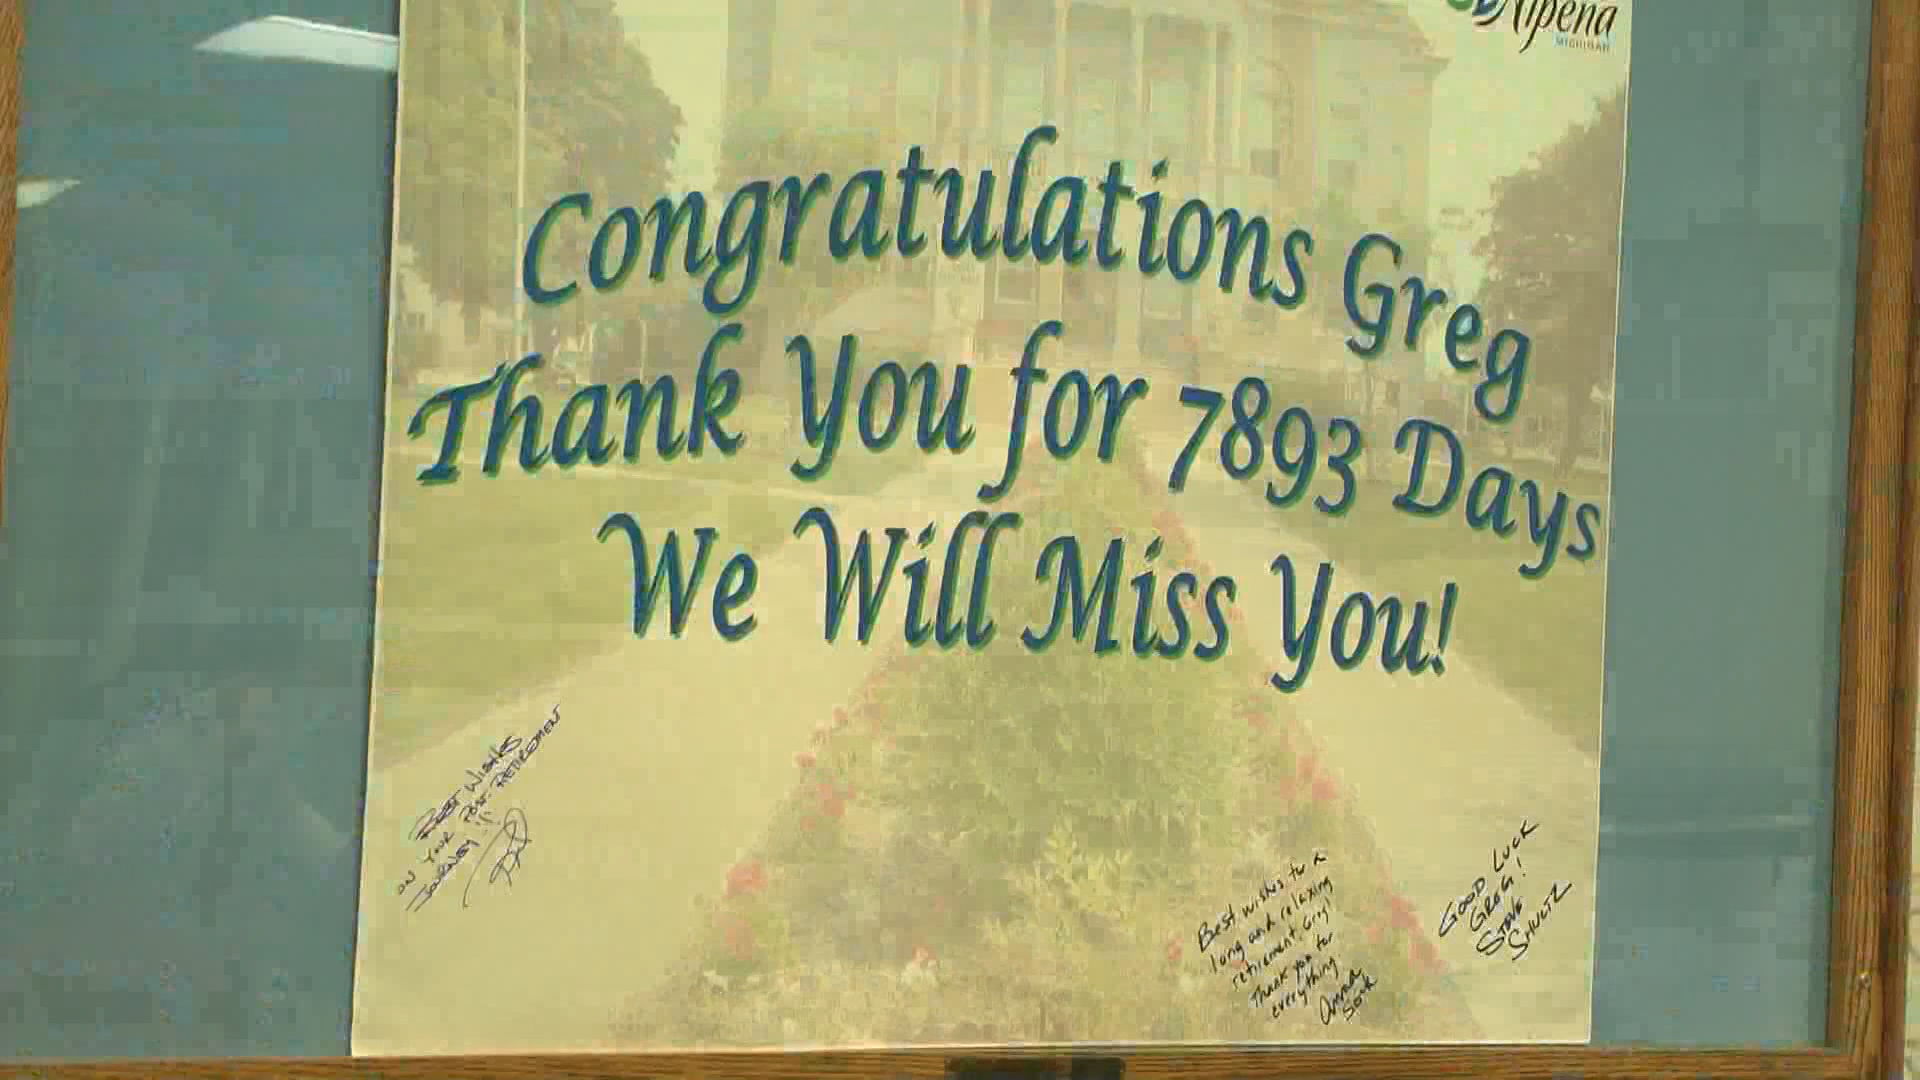 Alpena
MICHIGAN
Congratulations Greg
Thank You for 7893 Days
We Will Miss You!
BEST WISHES
ON YOUR POST-RETIREMENT
JOURNEY!!
Best wishes for a
long and relaxing
retirement Greg!
Thank you for
everything.
GOOD LUCK
GREG!
STEVE
SHULTZ